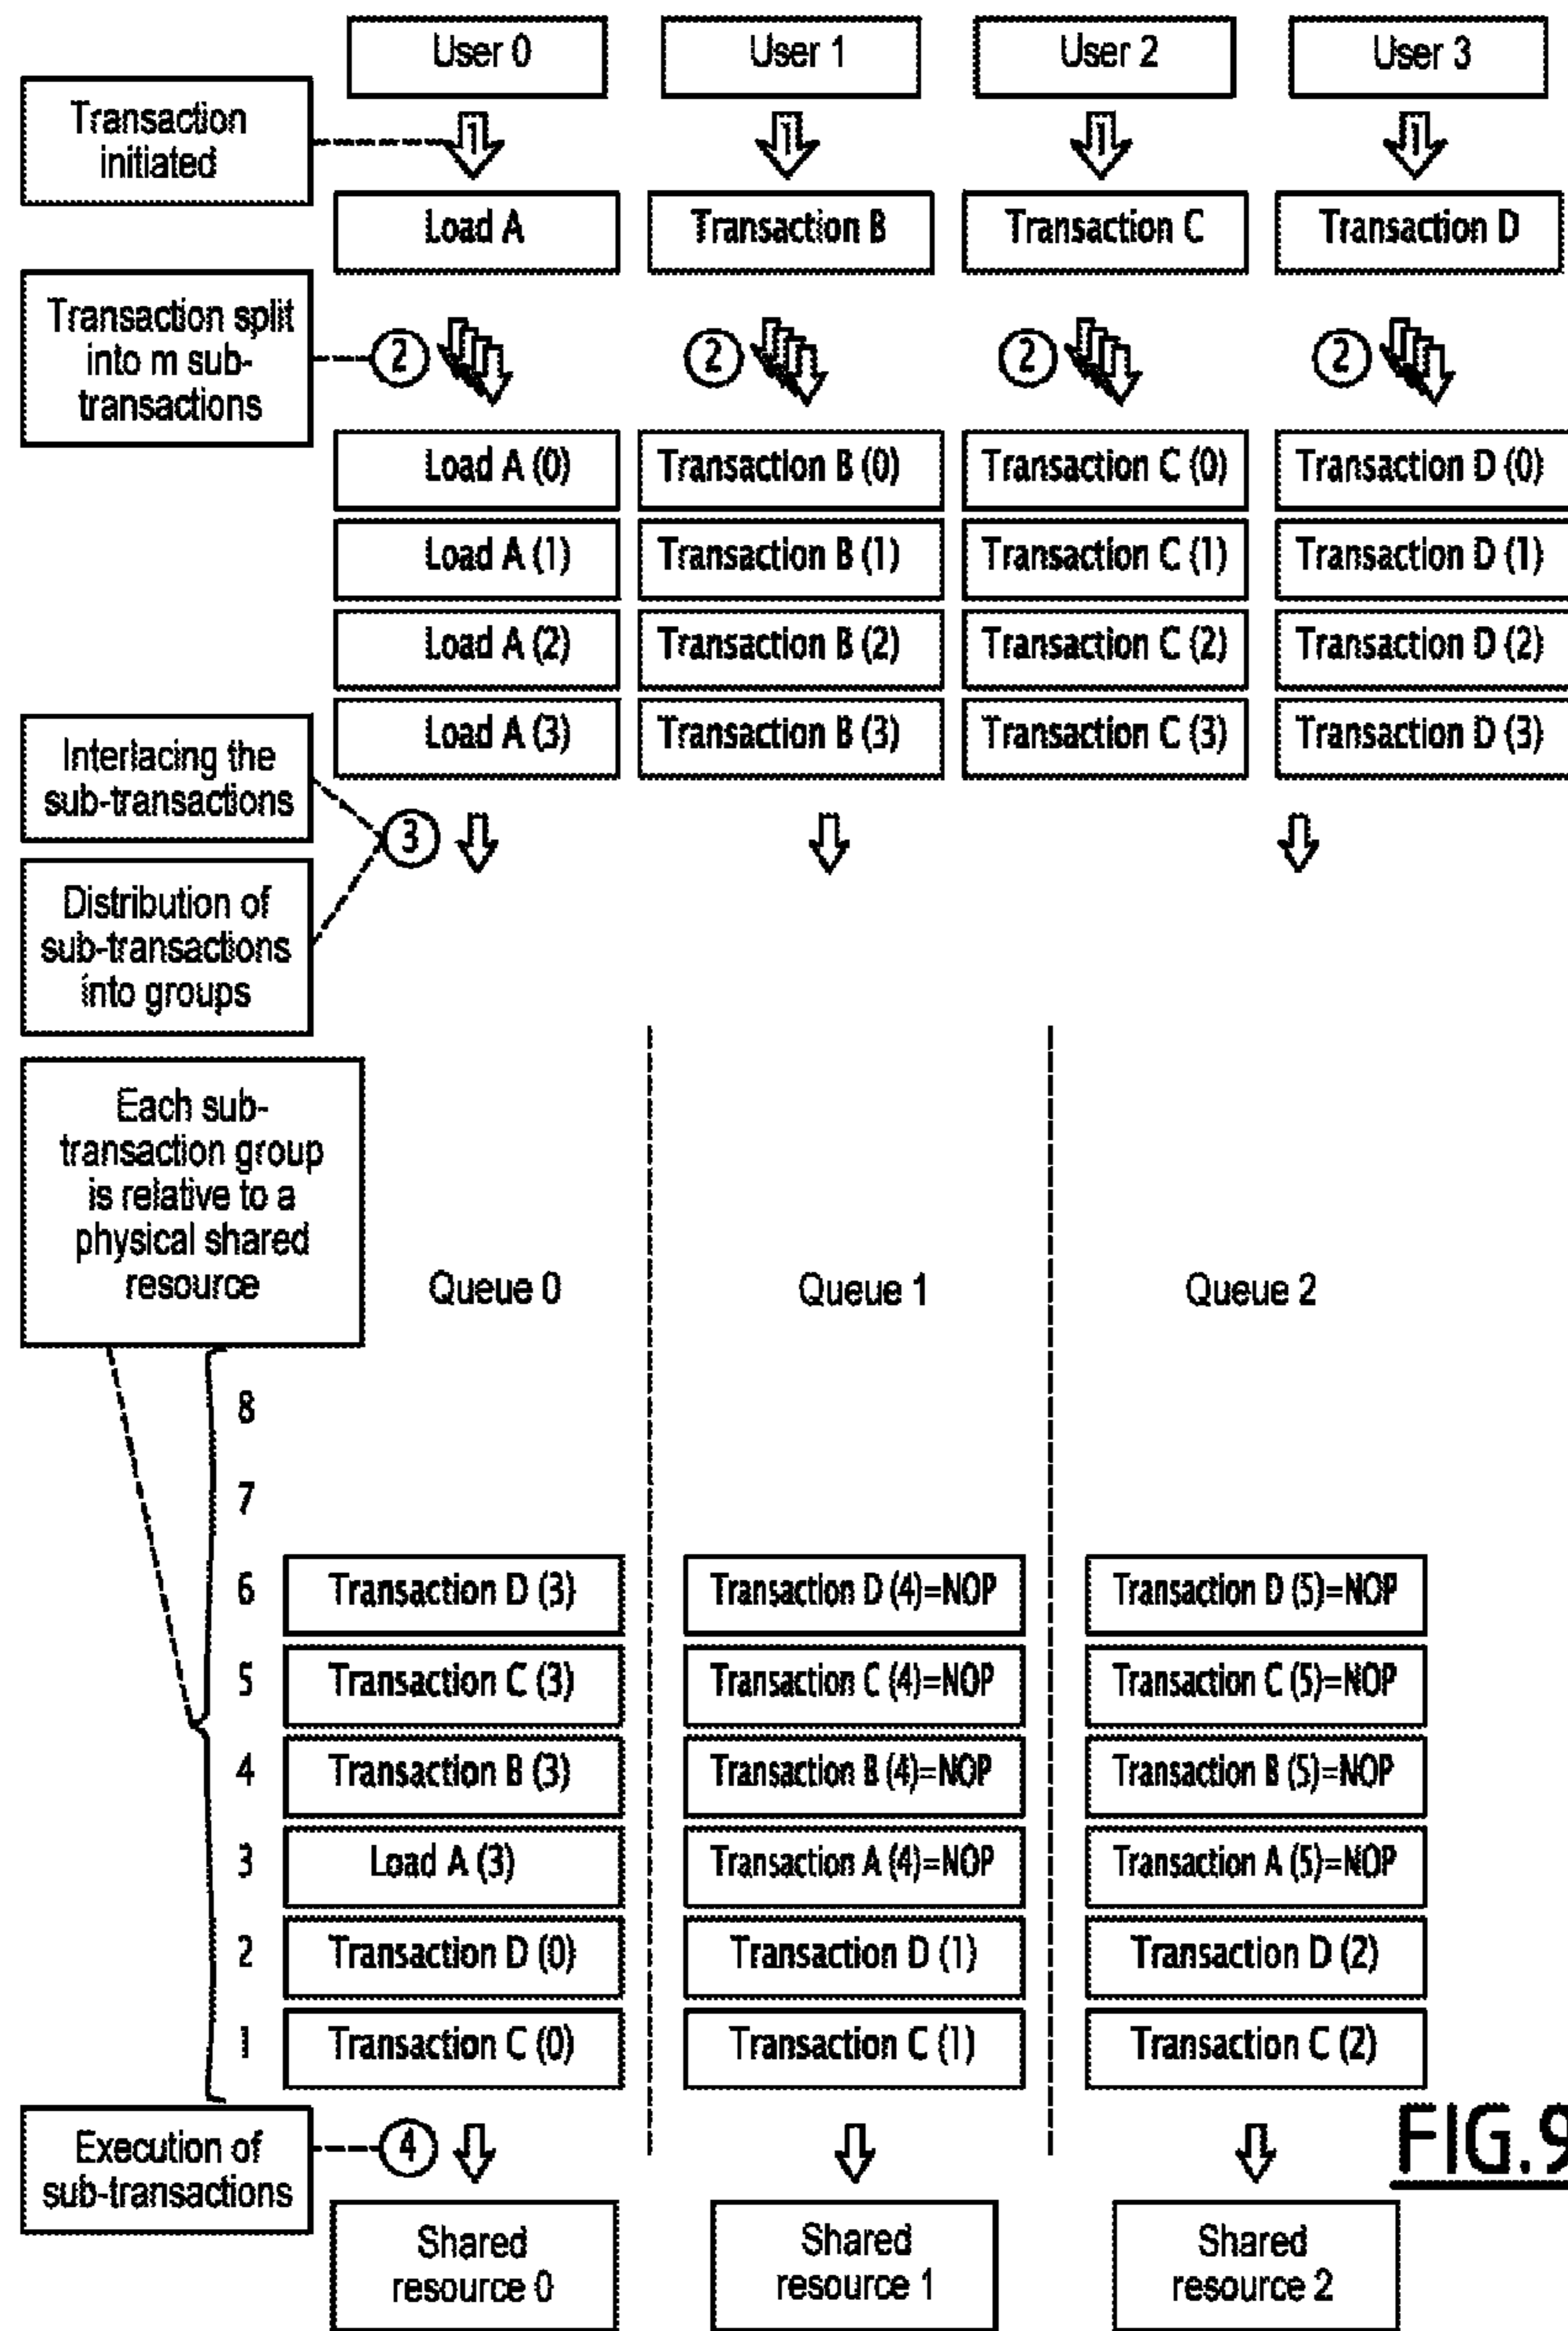 User 0
User 1
User 2
User 3
Transaction
initiated
1
1
1
1
Load A
Transaction B
Transaction C
Transaction D
Transaction split
into m sub-
transactions
2
2
2
2
Load A (0)
Transaction B (0)
Transaction C (0)
Transaction D (0)
Load A (1)
Transaction B (1)
Transaction C (1)
Transaction D (1)
Load A (2)
Transaction B (2)
Transaction C (2)
Transaction D (2)
Load A (3)
Transaction B (3)
Transaction C (3)
Transaction D (3)
Interlacing the
sub-transactions
3
Distribution of
sub-transactions
into groups
Each sub-
transaction group
is relative to a
physical shared
resource
Queue 0
Queue 1
Queue 2
8
7
6
Transaction D (3)
Transaction D (4)=NOP
Transaction D (5)=NOP
5
Transaction C (3)
Transaction C (4)=NOP
Transaction C (5)=NOP
4
Transaction B (3)
Transaction B (4)=NOP
Transaction B (5)=NOP
3
Load A (3)
Transaction A (4)=NOP
Transaction A (5)=NOP
2
Transaction D (0)
Transaction D (1)
Transaction D (2)
1
Transaction C (0)
Transaction C (1)
Transaction C (2)
Execution of
sub-transactions
4
FIG.9
Shared
resource 0
Shared
resource 1
Shared
resource 2